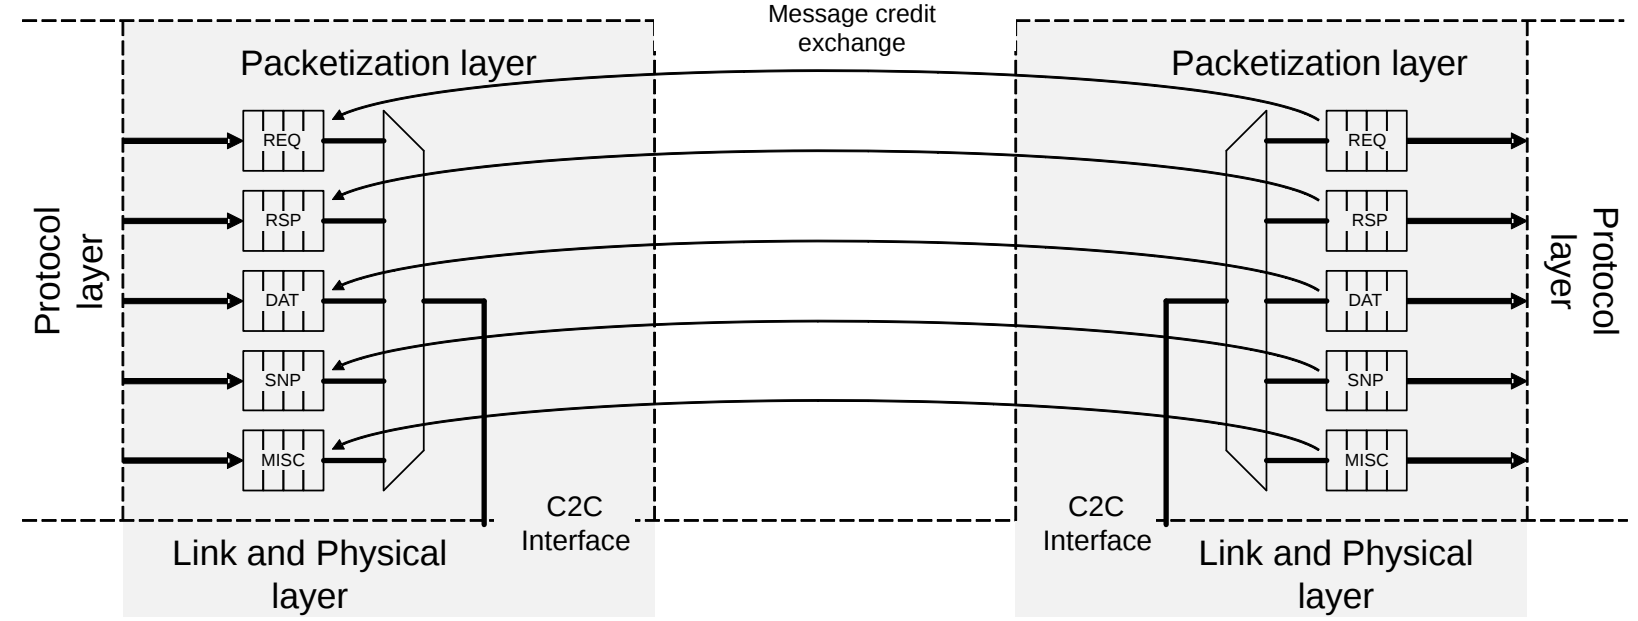 Message credit
exchange
Packetization layer
Packetization layer
REQ
REQ
RSP
RSP
Protocol
layer
Protocol
layer
DAT
DAT
SNP
SNP
MISC
MISC
C2C
Interface
C2C
Interface
Link and Physical
layer
Link and Physical
layer